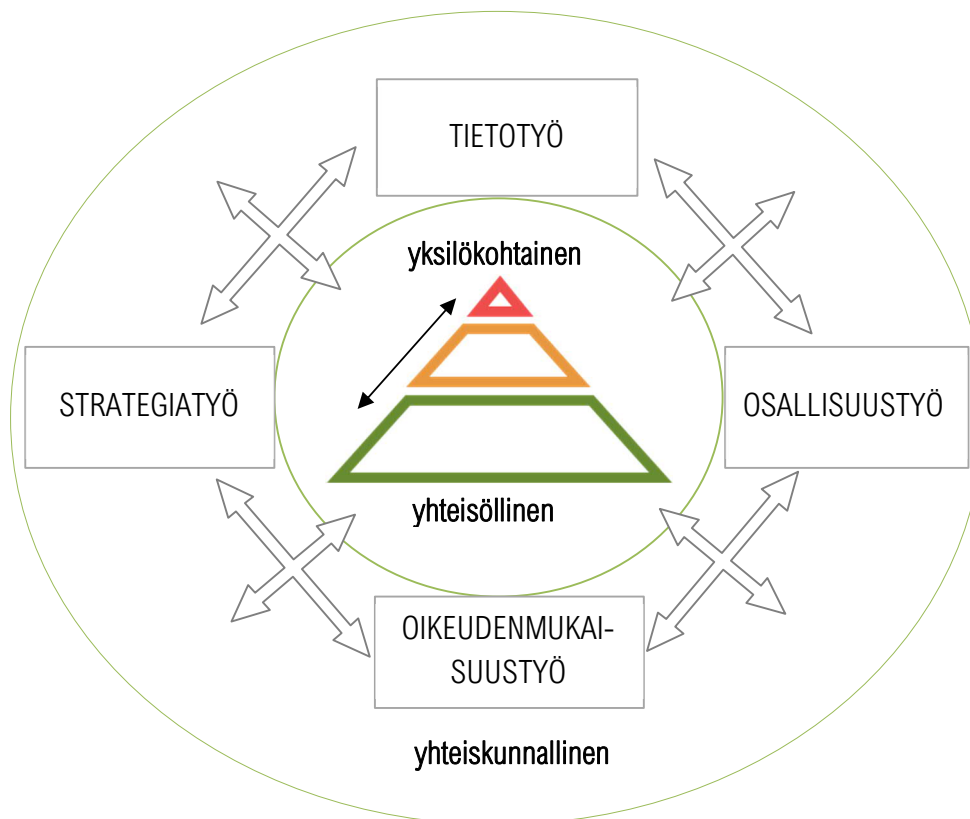 TIETOTYÖ
yksilökohtainen
STRATEGIATYÖ
OSALLISUUSTYÖ
yhteisöllinen
OIKEUDENMUKAI-
SUUSTYÖ
yhteiskunnallinen